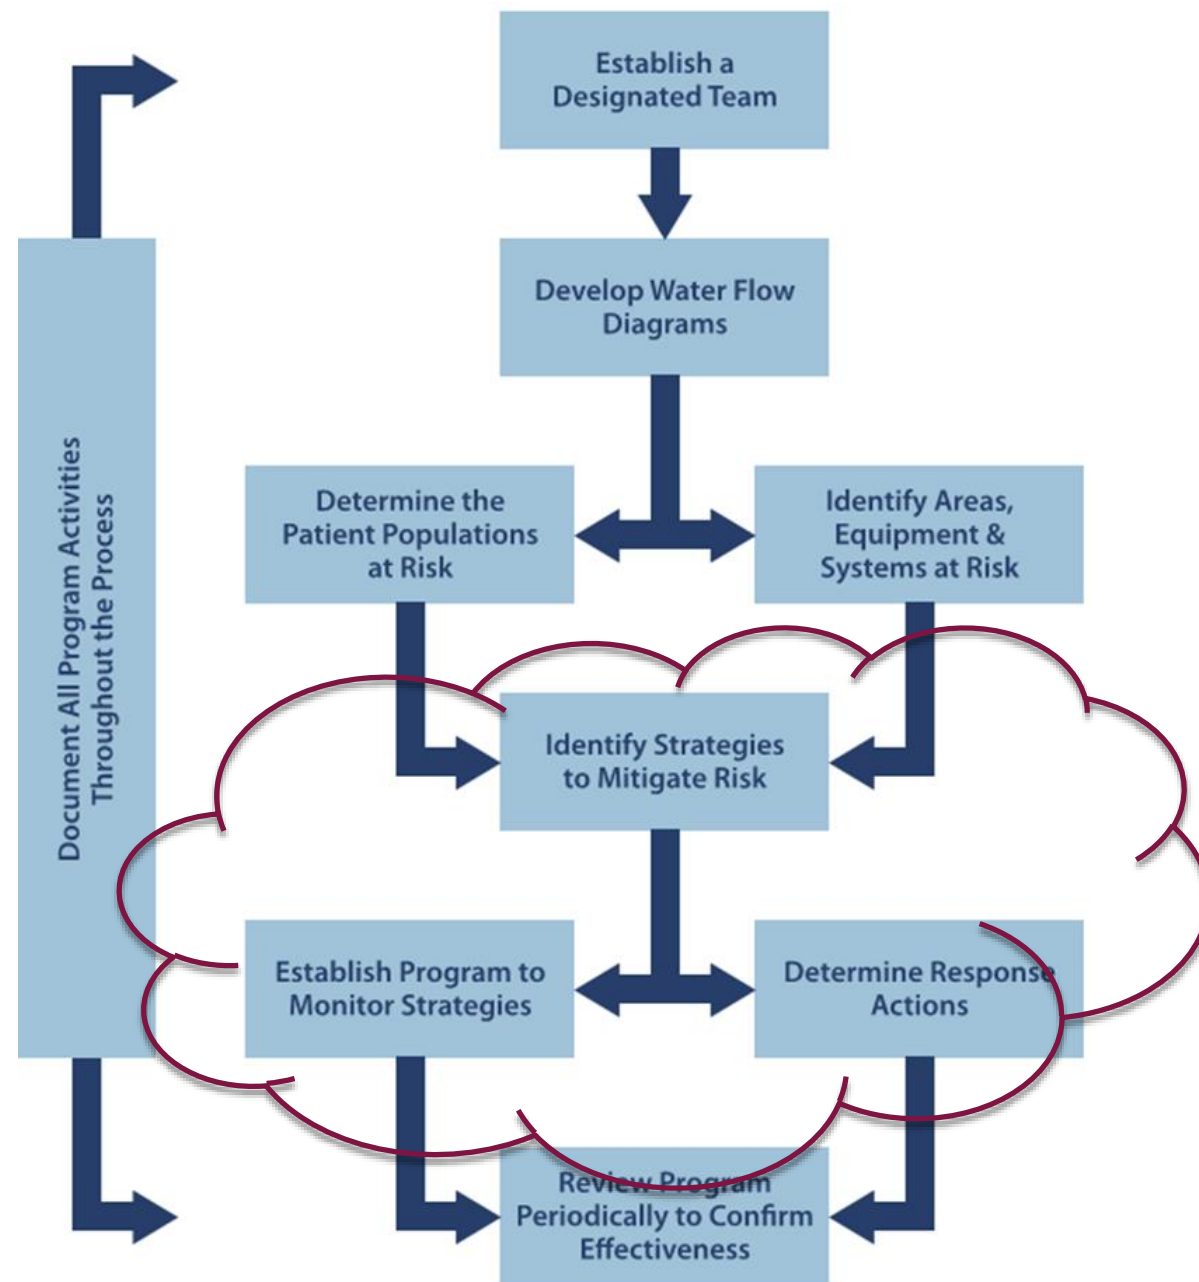 Establish a
Designated Team
Develop Water Flow
Diagrams
Document All Program Activities
Throughout the Process
Determine the
Patient Populations
at Risk
Identify Areas,
Equipment &
Systems at Risk
Identify Strategies
to Mitigate Risk
Establish Program to
Monitor Strategies
Determine Response
Actions
Review Program
Periodically to Confirm
Effectiveness